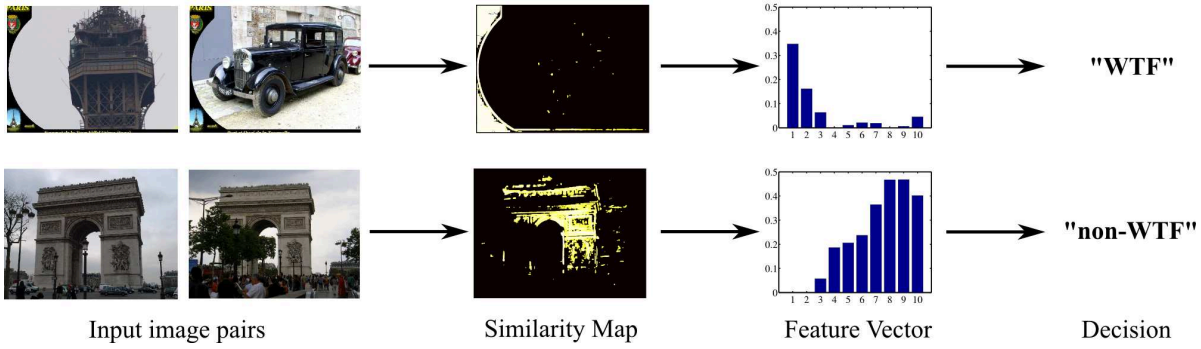 PARIS
PARIS
0.5
0.4
0.3
0.2
0.1
0
1 2 3 4 5 6 7 8 9 10
"WTF"
0.5
0.4
0.3
0.2
0.1
0
1 2 3 4 5 6 7 8 9 10
"non-WTF"
Input image pairs
Similarity Map
Feature Vector
Decision